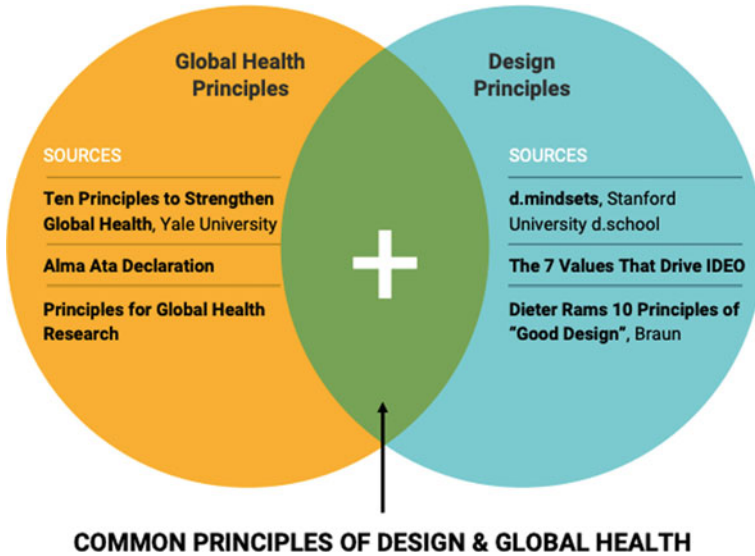 Global Health
Principles
SOURCES
Ten Principles to Strengthen
Global Health, Yale University
Alma Ata Declaration
Principles for Global Health
Research
Design
Principles
SOURCES
d.mindsets, Stanford
University d.school
The 7 Values That Drive IDEO
Dieter Rams 10 Principles of
“Good Design”, Braun
+
COMMON PRINCIPLES OF DESIGN & GLOBAL HEALTH